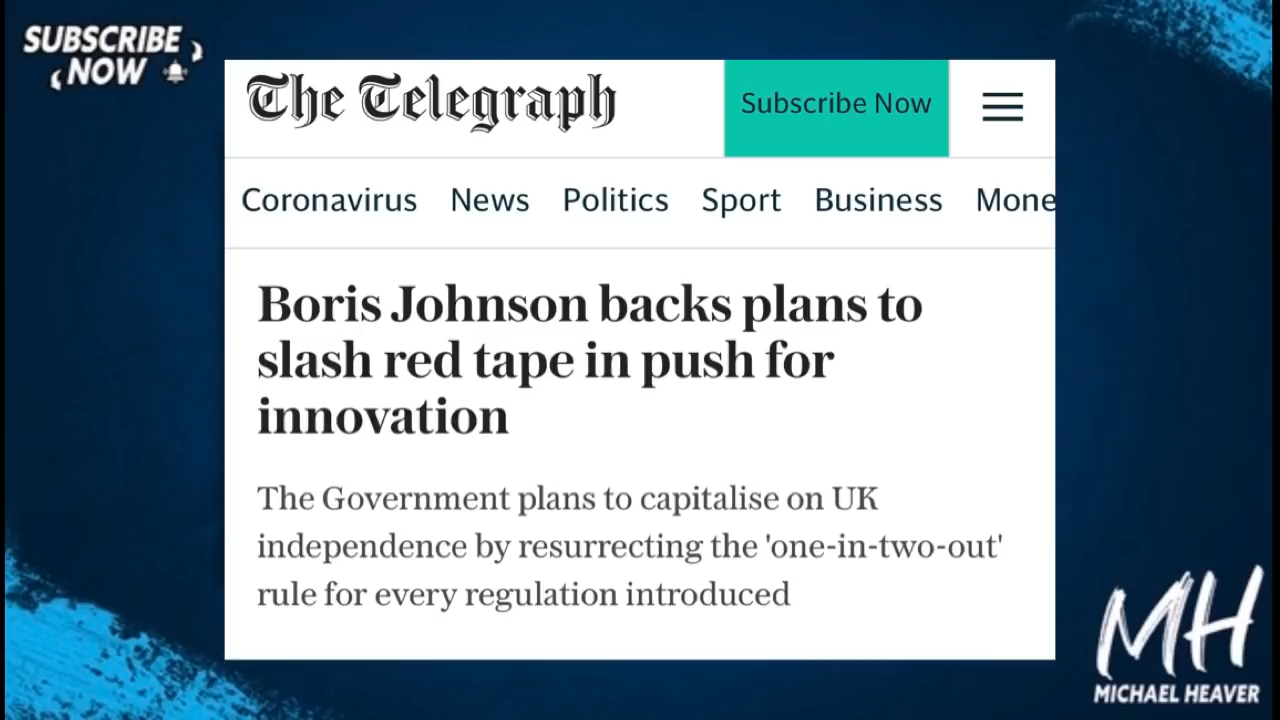 SUBSCRIBE
NOW
The Telegraph
Subscribe Now
Coronavirus News Politics Sport Business Mone
Boris Johnson backs plans to
slash red tape in push for
innovation
The Government plans to capitalise on UK
independence by resurrecting the 'one-in-two-out'
rule for every regulation introduced
MH
MICHAEL HEAVER